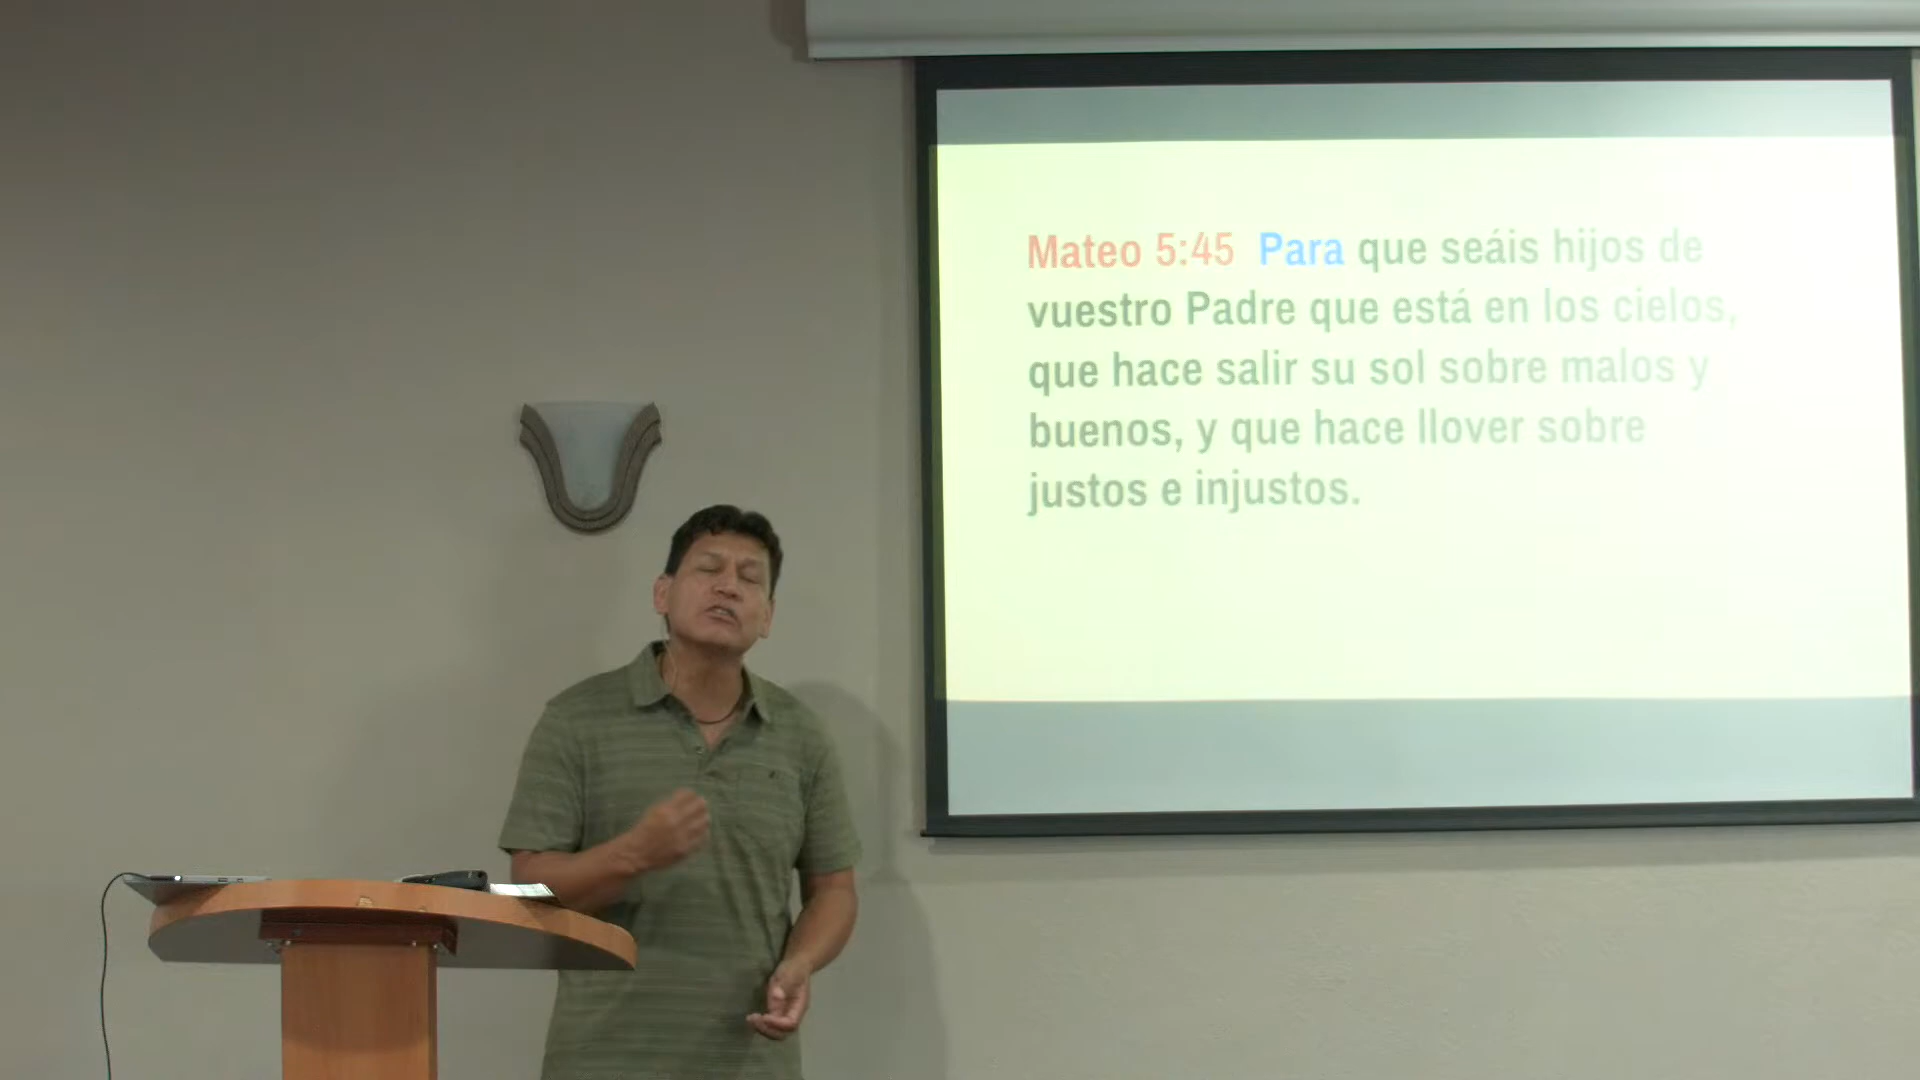 Mateo 5:45 Para que seáis hijos de
vuestro Padre que está en los cielos,
que hace salir su sol sobre malos y
buenos, y que hace llover sobre
justos e injustos.